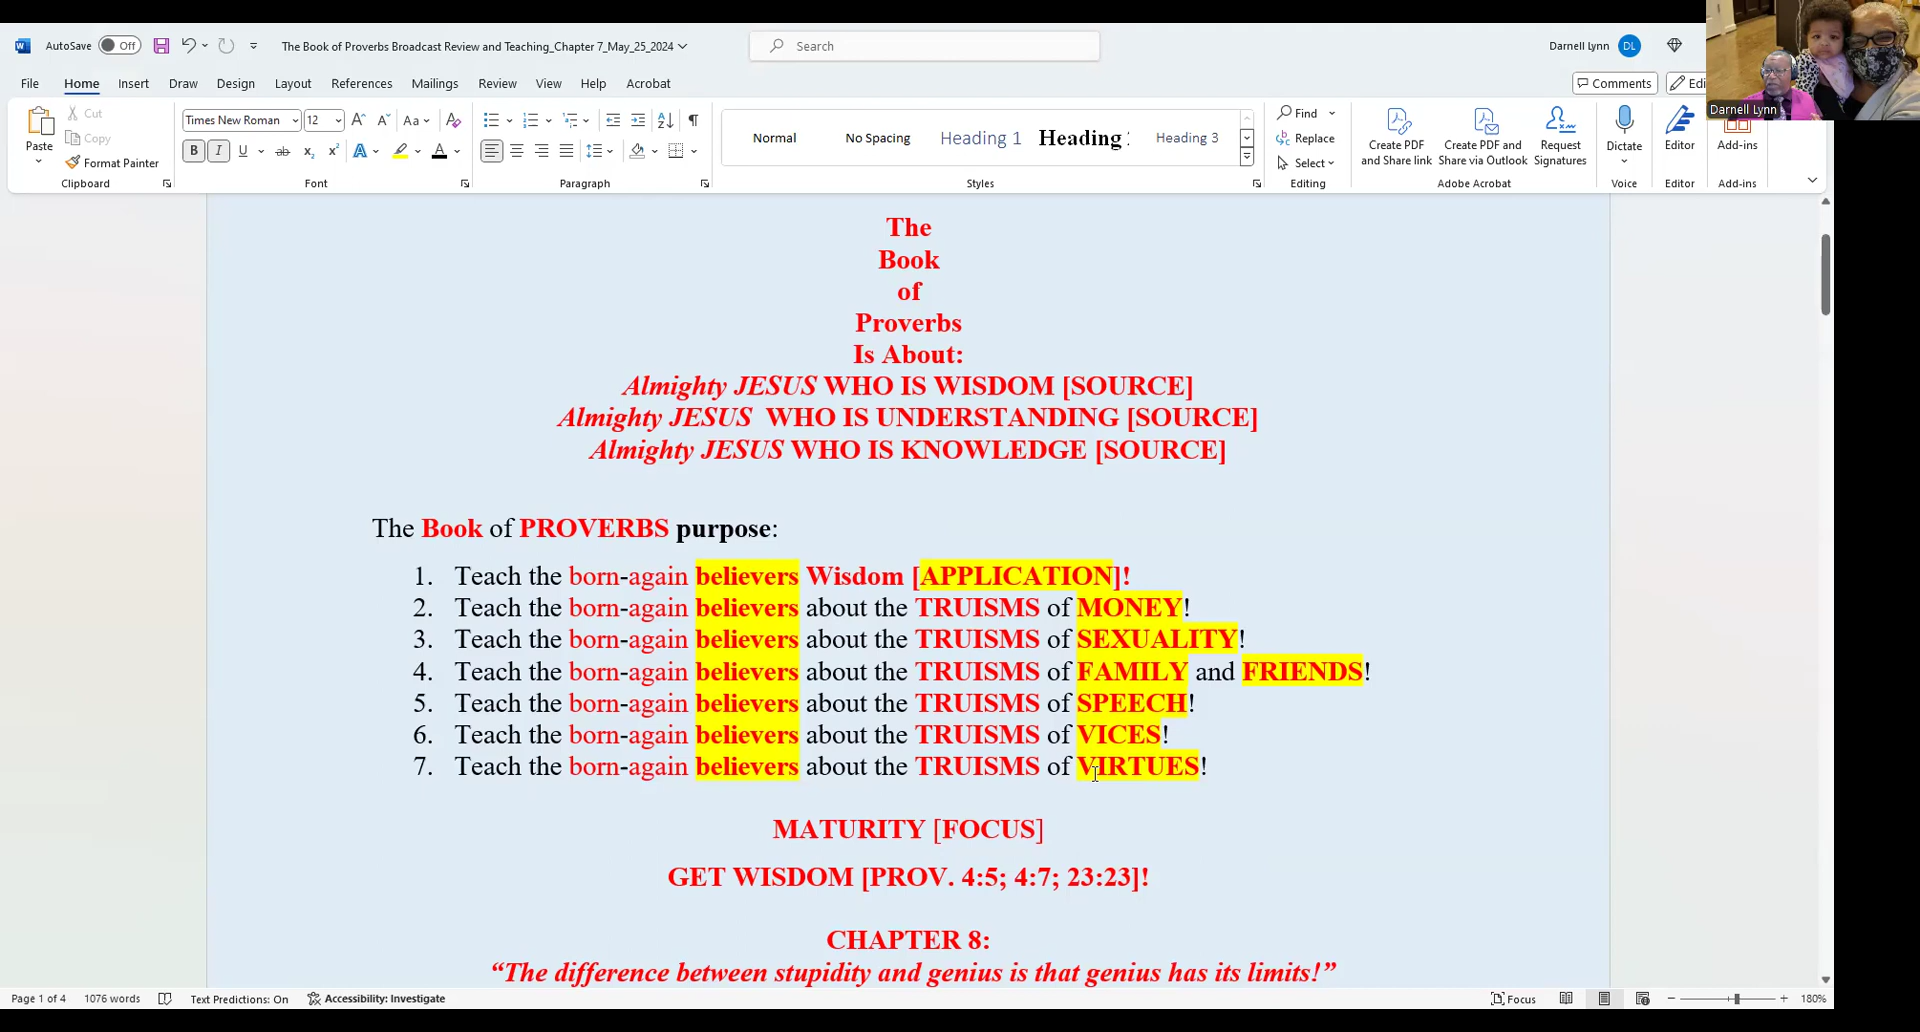 AutoSave Off The Book of Proverbs Broadcast Review and Teaching_Chapter 7_May_25_2024 Search Darnell Lynn DL
File Home Insert Draw Design Layout References Mailings Review View Help Acrobat Comments Edi
Darnell Lynn
Paste
Cut
Copy
Format Painter
Clipboard
Times New Roman 12
Font
Paragraph
Normal No Spacing Heading 1 Heading Heading 3
Styles
Find
Replace
Select
Editing
Create PDF
and Share link
Create PDF and
Share via Outlook
Request
Signatures
Adobe Acrobat
Dictate
Voice
Editor
Editor
Add-ins
Add-ins
The
Book
of
Proverbs
Is About:
Almighty JESUS WHO IS WISDOM [SOURCE]
Almighty JESUS WHO IS UNDERSTANDING [SOURCE]
Almighty JESUS WHO IS KNOWLEDGE [SOURCE]
The Book of PROVERBS purpose:
1. Teach the born-again believers Wisdom [APPLICATION]!
2. Teach the born-again believers about the TRUISMS of MONEY!
3. Teach the born-again believers about the TRUISMS of SEXUALITY!
4. Teach the born-again believers about the TRUISMS of FAMILY and FRIENDS!
5. Teach the born-again believers about the TRUISMS of SPEECH!
6. Teach the born-again believers about the TRUISMS of VICES!
7. Teach the born-again believers about the TRUISMS of VIRTUES!
MATURITY [FOCUS]
GET WISDOM [PROV. 4:5; 4:7; 23:23]!
CHAPTER 8:
“The difference between stupidity and genius is that genius has its limits!”
Page 1 of 4 1076 words Text Predictions: On Accessibility: Investigate Focus 180%